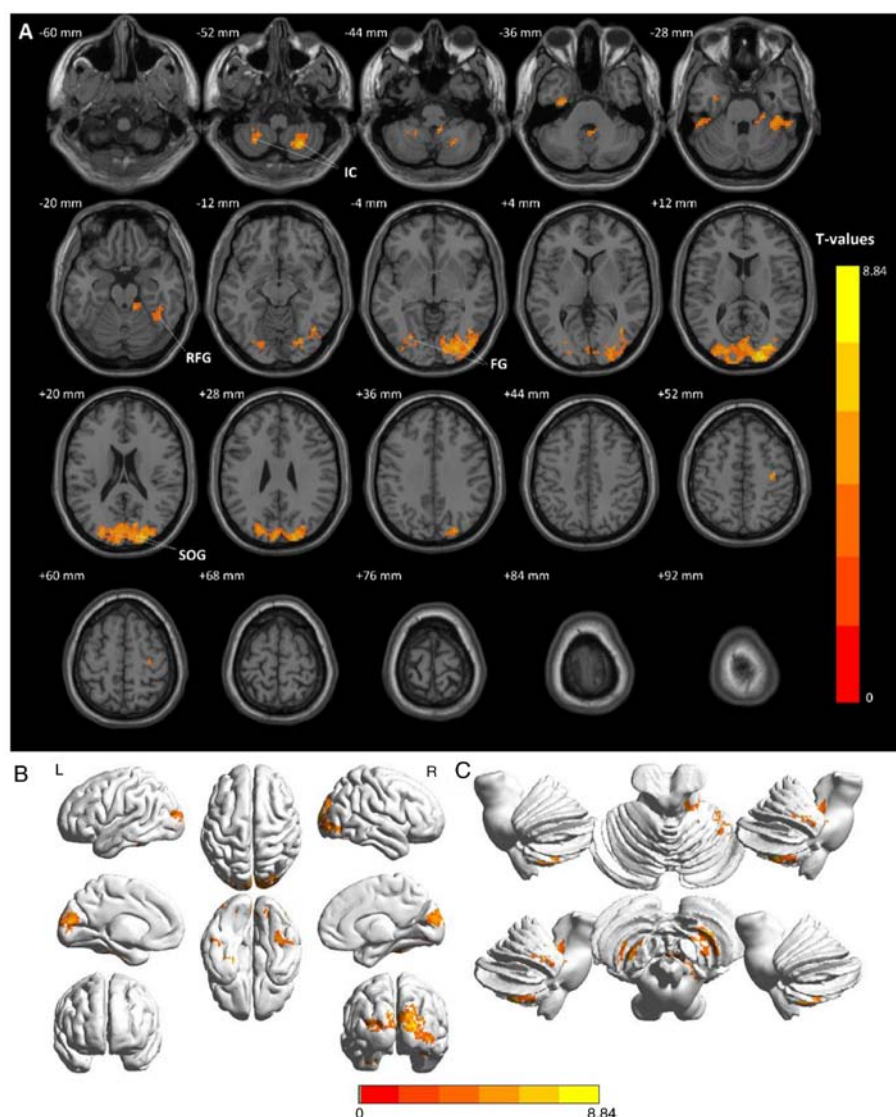 A
-60 mm
-52 mm
-44 mm
-36 mm
-28 mm
IC
-20 mm
-12 mm
-4 mm
+4 mm
+12 mm
T-values
8.84
RFG
FG
+20 mm
+28 mm
+36 mm
+44 mm
+52 mm
SOG
+60 mm
+68 mm
+76 mm
+84 mm
+92 mm
0
B
L
R
C
0
8.84